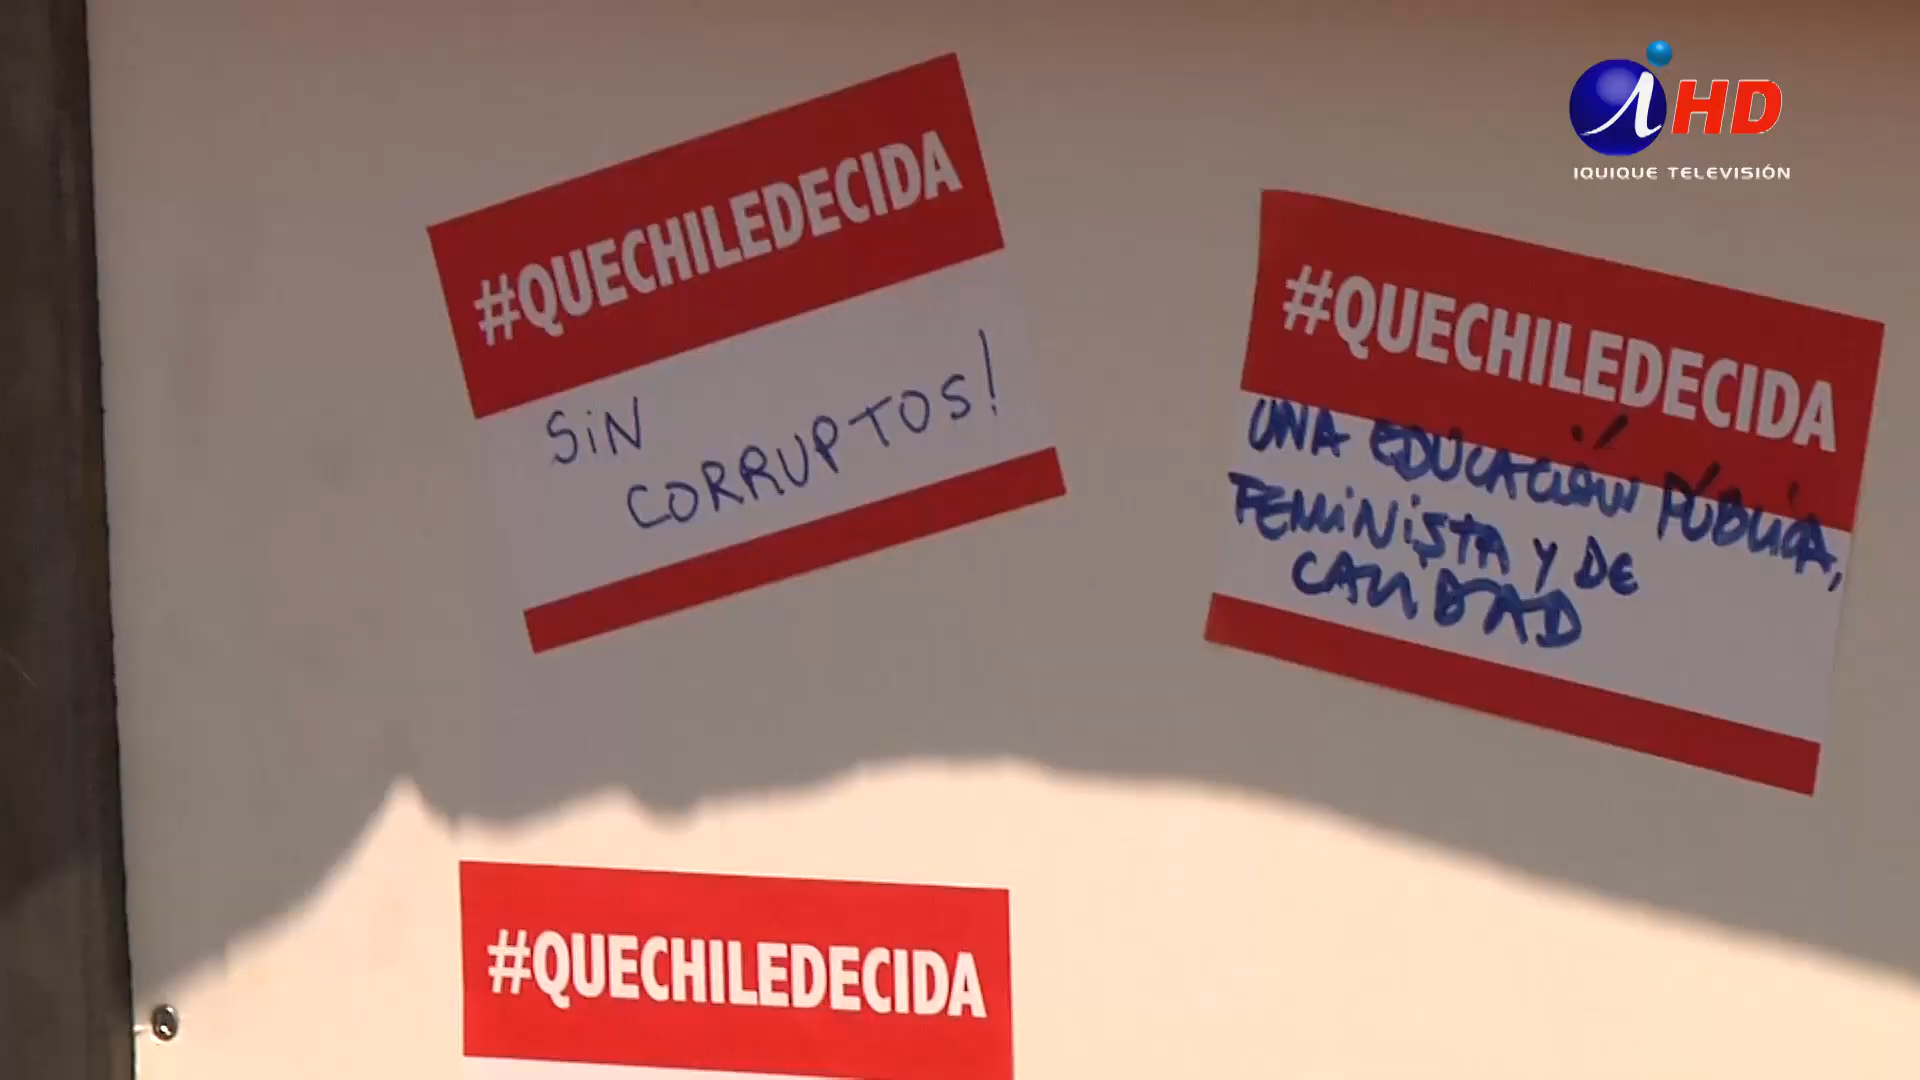 HD
IQUIQUE TELEVISIÓN
#QUECHILEDECIDA
SiN
CORRUPTOS!
#QUECHILEDECIDA
UNA EDUCACIÓN PÚBLICA,
FEMiNiSTA Y DE
CALIDAD
#QUECHILEDECIDA